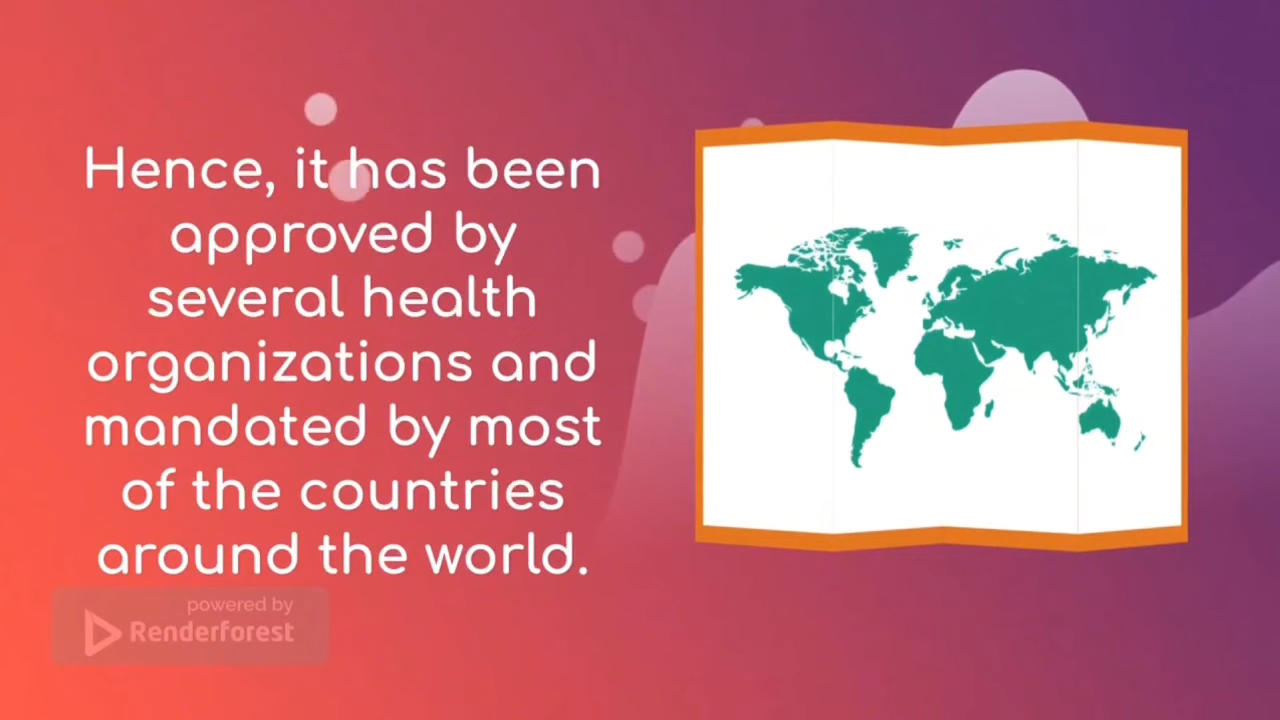 Hence, it has been
approved by
several health
organizations and
mandated by most
of the countries
around the world.
powered by
Renderforest